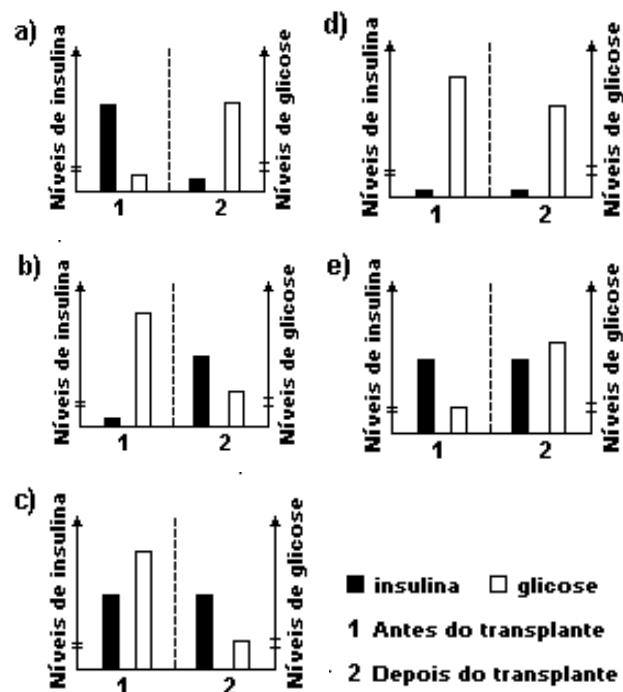 a)
Níveis de insulina
Níveis de glicose
1
2
b)
Níveis de insulina
Níveis de glicose
1
2
c)
Níveis de insulina
Níveis de glicose
1
2
d)
Níveis de insulina
Níveis de glicose
1
2
e)
Níveis de insulina
Níveis de glicose
1
2
insulina glicose
1 Antes do transplante
2 Depois do transplante